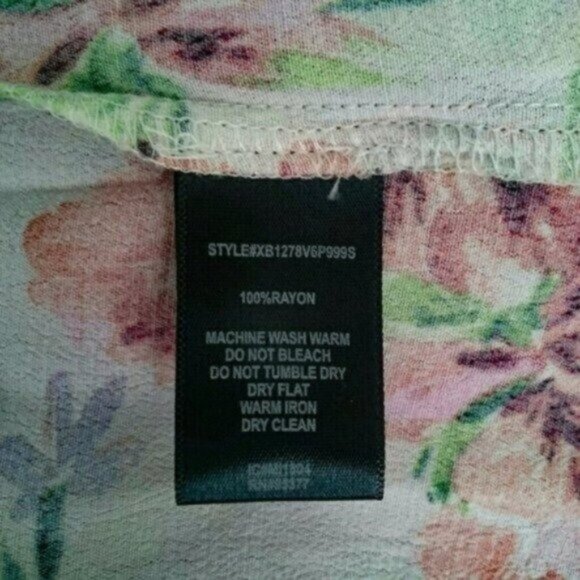 STYLE#XB1278V6P999S
100%RAYON
MACHINE WASH WARM
DO NOT BLEACH
DO NOT TUMBLE DRY
DRY FLAT
WARM IRON
DRY CLEAN